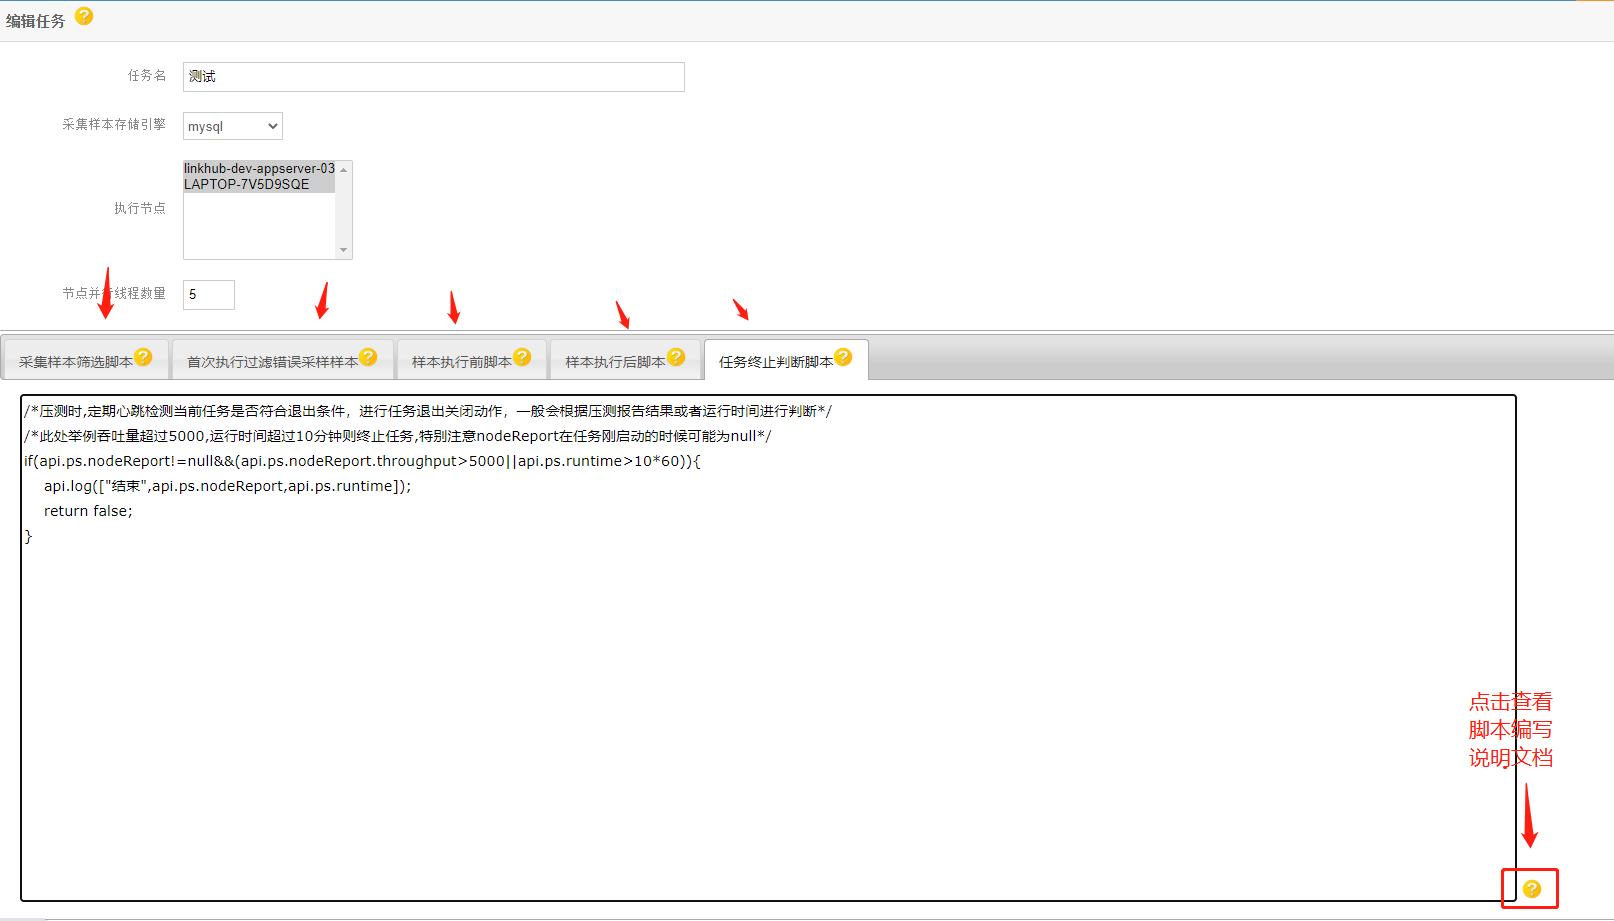 编辑任务
任务名
测试
采集样本存储引擎
mysql
linkhub-dev-appserver-03
LAPTOP-7V5D9SQE
执行节点
节点并行线程数量
5
采集样本筛选脚本
首次执行过滤错误采样样本
样本执行前脚本
样本执行后脚本
任务终止判断脚本
/*压测时,定期心跳检测当前任务是否符合退出条件，进行任务退出关闭动作，一般会根据压测报告结果或者运行时间进行判断*/
/*此处举例吞吐量超过5000,运行时间超过10分钟则终止任务,特别注意nodeReport在任务刚启动的时候可能为null*/
if(api.ps.nodeReport!=null&&(api.ps.nodeReport.throughput>5000||api.ps.runtime>10*60)){
api.log(["结束",api.ps.nodeReport,api.ps.runtime]);
return false;
}
点击查看
脚本编写
说明文档